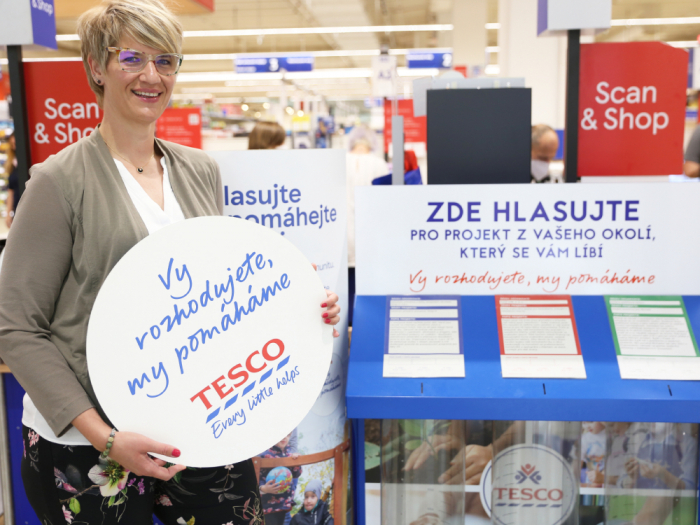 Scan
& Shop
Scan
& Shop
hlasujte
pomáhejte
ZDE HLASUJTE
PRO PROJEKT Z VAŠEHO OKOLÍ,
KTERÝ SE VÁM LÍBÍ
Vy rozhodujete, my pomáháme
Vy
rozhodujete,
my pomáháme
TESCO
Every little helps
TESCO